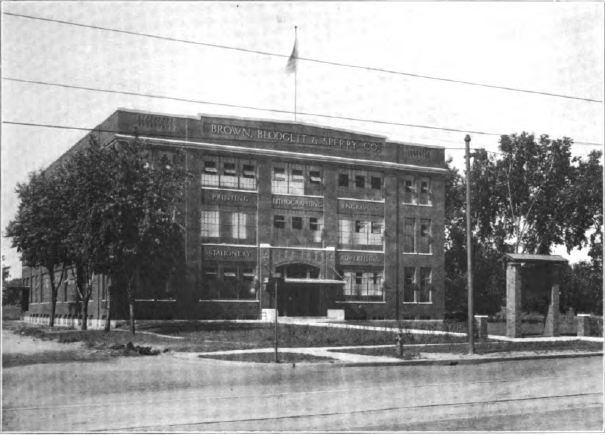 BROWN, BLODGETT & SPERRY CO.
PRINTING
LITHOGRAPHING
ENGRAVING
STATIONERY
ADVERTISING